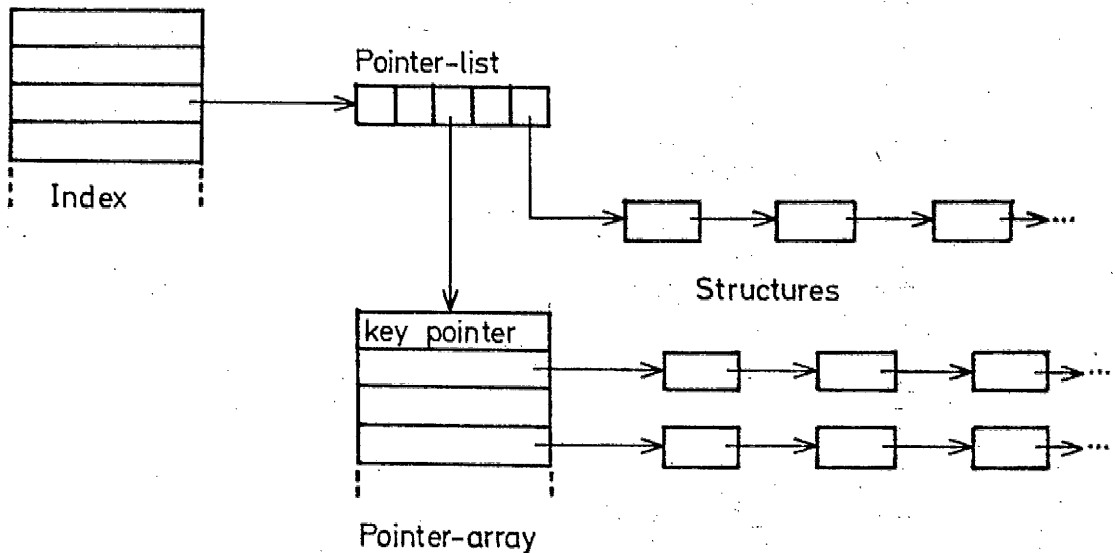 Pointer-list
Index
Structures
key pointer
Pointer-array